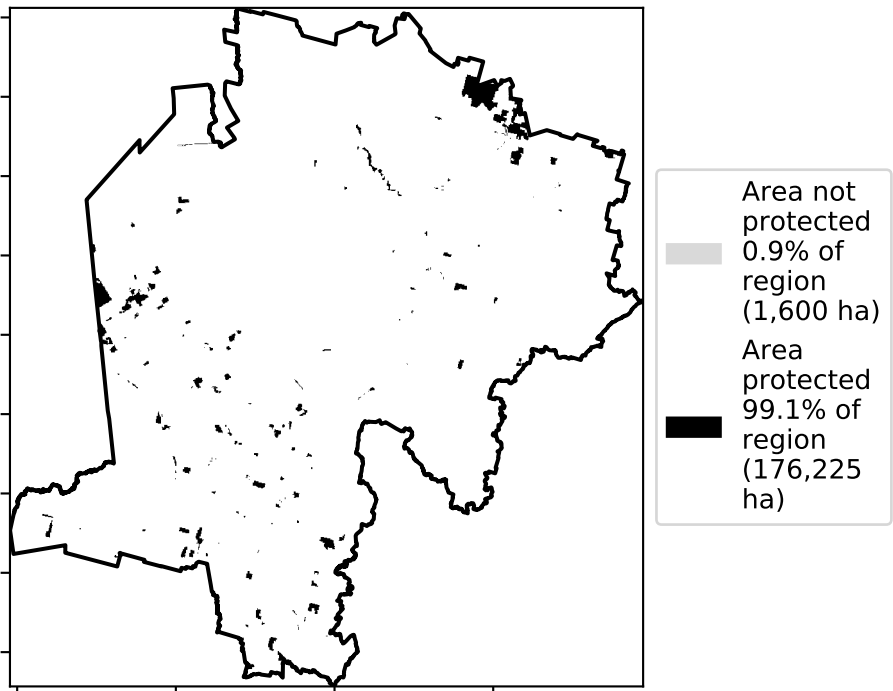 Area not
protected
0.9% of
region
(1,600 ha)
Area
protected
99.1% of
region
(176,225
ha)